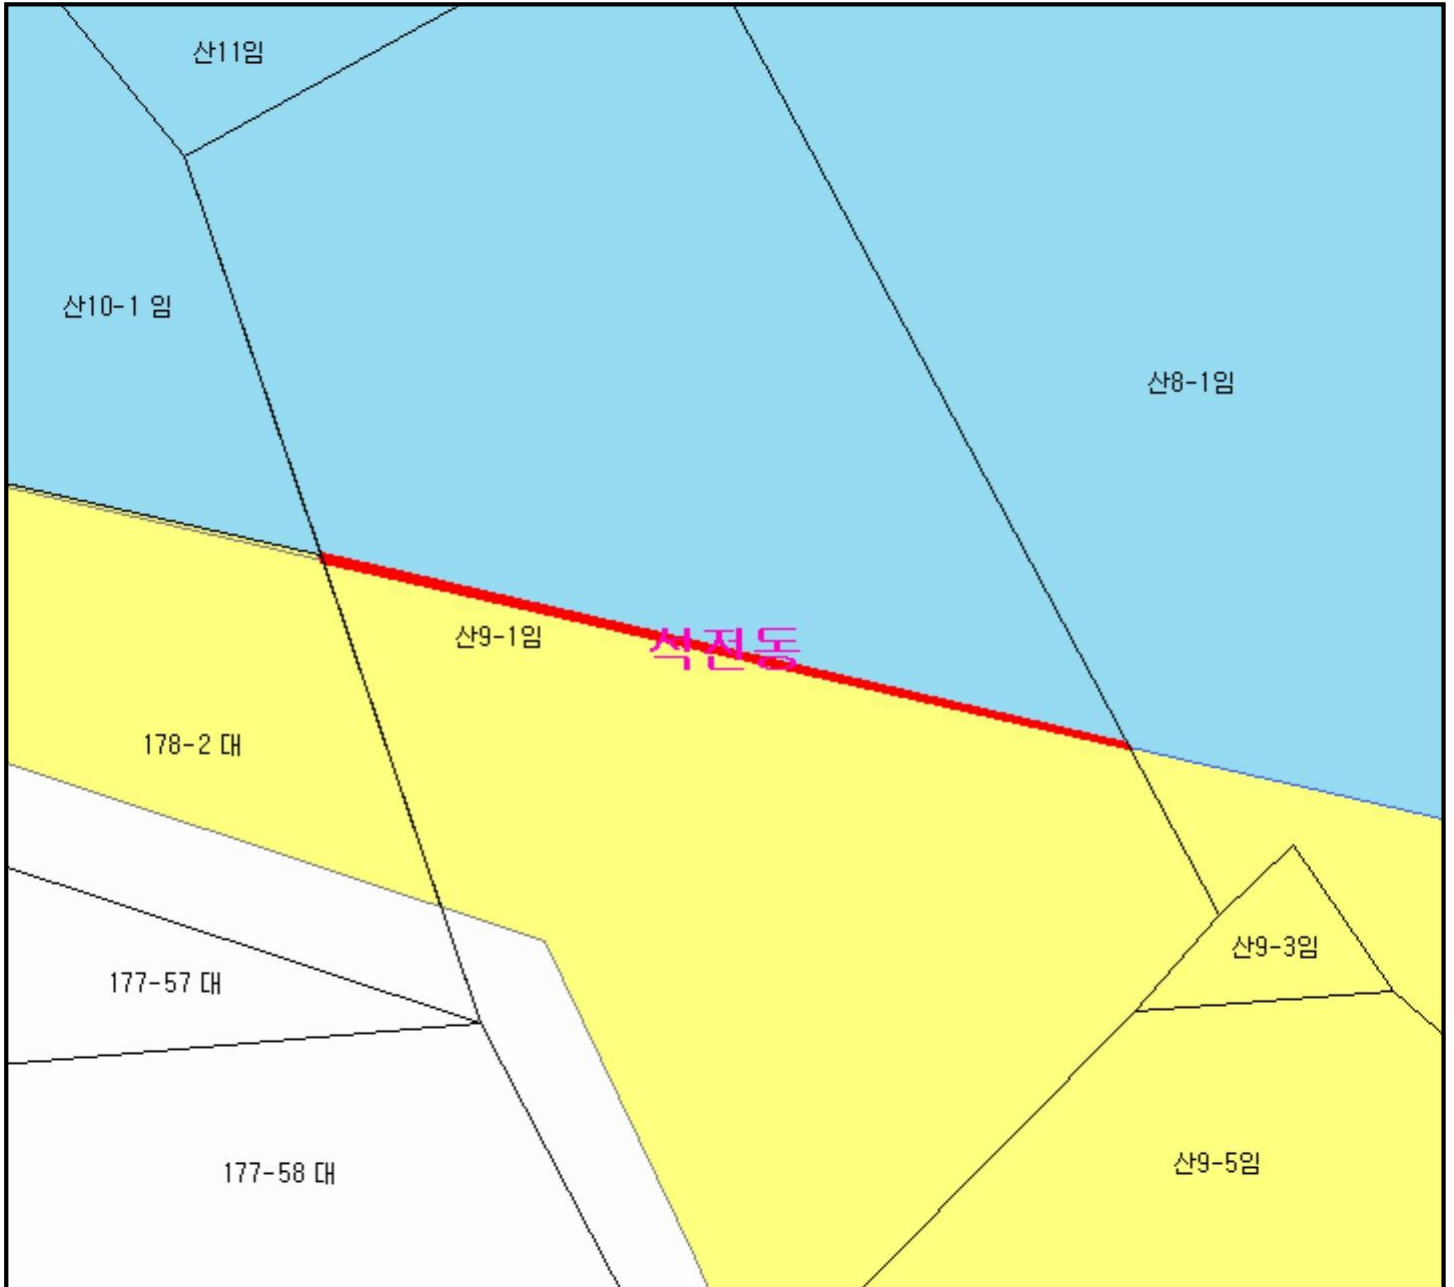 산11임
산10-1 임
산8-1임
산9-1임
석전동
178-2 대
산9-3임
177-57 대
산9-5임
177-58 대